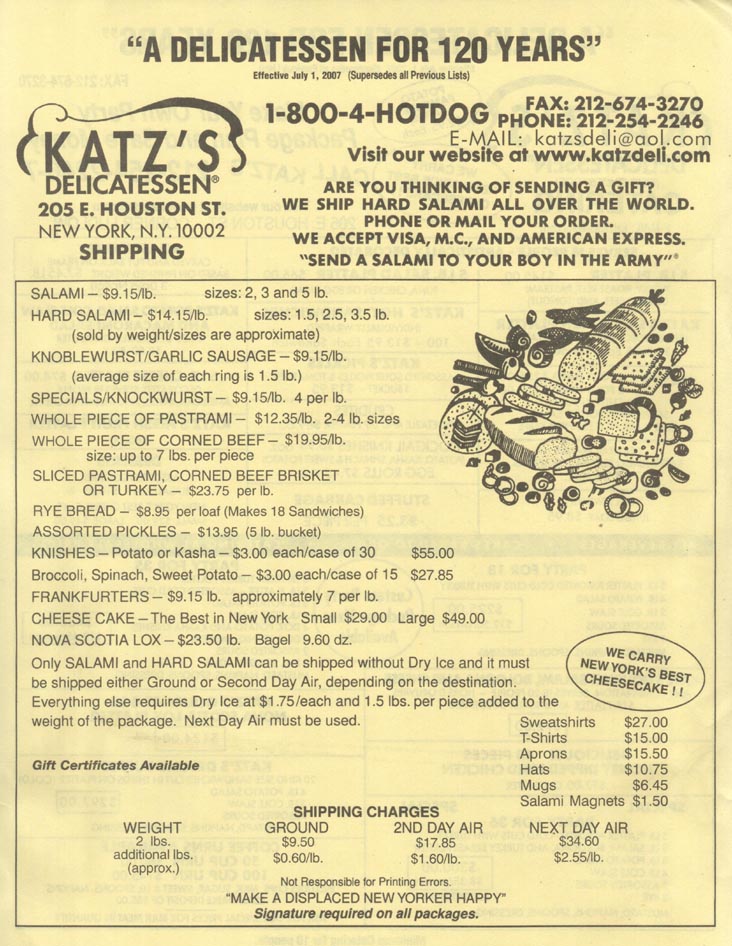 "A DELICATESSEN FOR 120 YEARS"
Effective July 1, 2007 (Supersedes all Previous Lists)
KATZ'S
DELICATESSEN®
205 E. HOUSTON ST.
NEW YORK, N.Y. 10002
SHIPPING
1-800-4-HOTDOG
FAX: 212-674-3270
PHONE: 212-254-2246
E-MAIL: katzsdeli@aol.com
Visit our website at www.katzdeli.com
ARE YOU THINKING OF SENDING A GIFT?
WE SHIP HARD SALAMI ALL OVER THE WORLD.
PHONE OR MAIL YOUR ORDER.
WE ACCEPT VISA, M.C., AND AMERICAN EXPRESS.
"SEND A SALAMI TO YOUR BOY IN THE ARMY"®
SALAMI – $9.15/lb. sizes: 2, 3 and 5 lb.
HARD SALAMI – $14.15/lb. sizes: 1.5, 2.5, 3.5 lb.
(sold by weight/sizes are approximate)
KNOBLEWURST/GARLIC SAUSAGE – $9.15/lb.
(average size of each ring is 1.5 lb.)
SPECIALS/KNOCKWURST – $9.15/lb. 4 per lb.
WHOLE PIECE OF PASTRAMI – $12.35/lb. 2-4 lb. sizes
WHOLE PIECE OF CORNED BEEF – $19.95/lb.
size: up to 7 lbs. per piece
SLICED PASTRAMI, CORNED BEEF BRISKET
OR TURKEY – $23.75 per lb.
RYE BREAD – $8.95 per loaf (Makes 18 Sandwiches)
ASSORTED PICKLES – $13.95 (5 lb. bucket)
KNISHES – Potato or Kasha – $3.00 each/case of 30 $55.00
Broccoli, Spinach, Sweet Potato – $3.00 each/case of 15 $27.85
FRANKFURTERS – $9.15 lb. approximately 7 per lb.
CHEESE CAKE – The Best in New York Small $29.00 Large $49.00
NOVA SCOTIA LOX – $23.50 lb. Bagel 9.60 dz.
Only SALAMI and HARD SALAMI can be shipped without Dry Ice and it must
be shipped either Ground or Second Day Air, depending on the destination.
Everything else requires Dry Ice at $1.75/each and 1.5 lbs. per piece added to the
weight of the package. Next Day Air must be used.
WE CARRY
NEW YORK'S BEST
CHEESECAKE ! !
Sweatshirts $27.00
T-Shirts $15.00
Aprons $15.50
Hats $10.75
Mugs $6.45
Salami Magnets $1.50
Gift Certificates Available
SHIPPING CHARGES
WEIGHT GROUND 2ND DAY AIR NEXT DAY AIR
2 lbs. $9.50 $17.85 $34.60
additional lbs. $0.60/lb. $1.60/lb. $2.55/lb.
(approx.)
Not Responsible for Printing Errors.
"MAKE A DISPLACED NEW YORKER HAPPY"
Signature required on all packages.